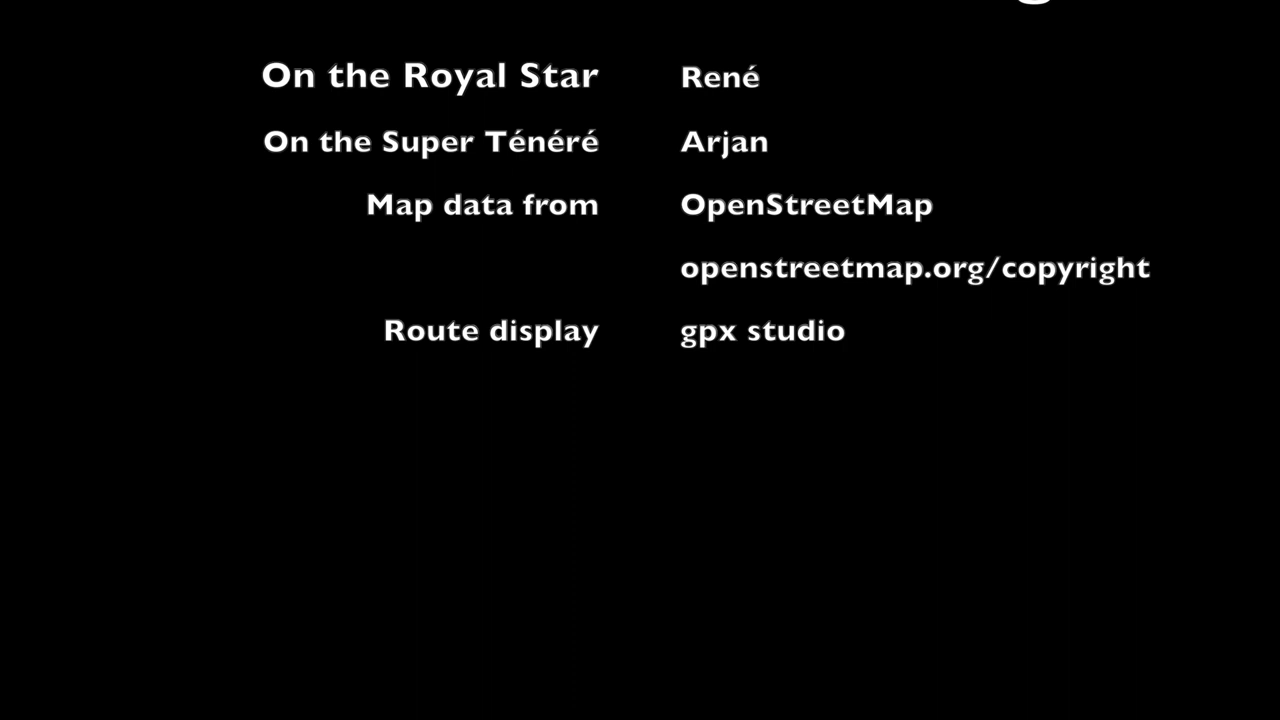 On the Royal Star René
On the Super Ténéré Arjan
Map data from OpenStreetMap
openstreetmap.org/copyright
Route display gpx studio